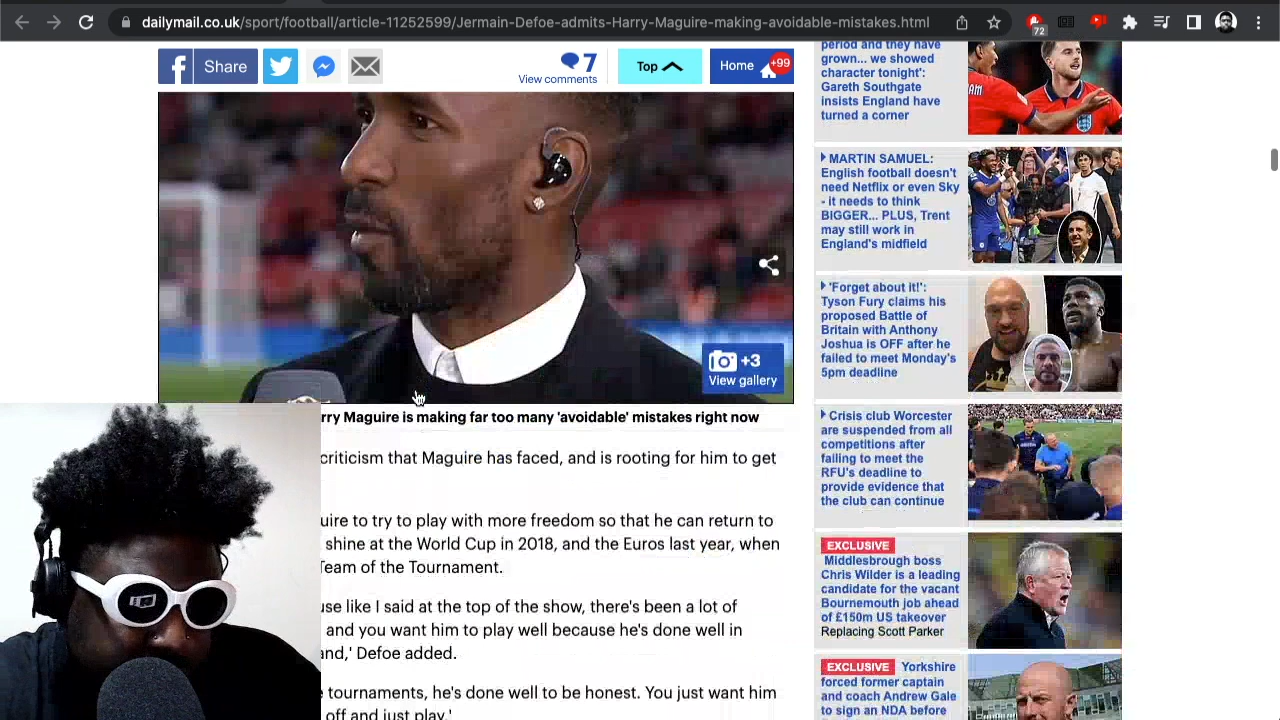 dailymail.co.uk/sport/football/article-11252599/Jermain-Defoe-admits-Harry-Maguire-making-avoidable-mistakes.html
72
f Share
7
View comments
Top
Home
+99
+3
View gallery
rry Maguire is making far too many 'avoidable' mistakes right now
criticism that Maguire has faced, and is rooting for him to get
uire to try to play with more freedom so that he can return to
shine at the World Cup in 2018, and the Euros last year, when
Team of the Tournament.
use like I said at the top of the show, there's been a lot of
and you want him to play well because he's done well in
and,' Defoe added.
e tournaments, he's done well to be honest. You just want him
off and just play.'
period and they have
grown... we showed
character tonight':
Gareth Southgate
insists England have
turned a corner
MARTIN SAMUEL:
English football doesn't
need Netflix or even Sky
- it needs to think
BIGGER... PLUS, Trent
may still work in
England's midfield
'Forget about it!':
Tyson Fury claims his
proposed Battle of
Britain with Anthony
Joshua is OFF after he
failed to meet Monday's
5pm deadline
Crisis club Worcester
are suspended from all
competitions after
failing to meet the
RFU's deadline to
provide evidence that
the club can continue
EXCLUSIVE
Middlesbrough boss
Chris Wilder is a leading
candidate for the vacant
Bournemouth job ahead
of £150m US takeover
Replacing Scott Parker
EXCLUSIVE Yorkshire
forced former captain
and coach Andrew Gale
to sign an NDA before